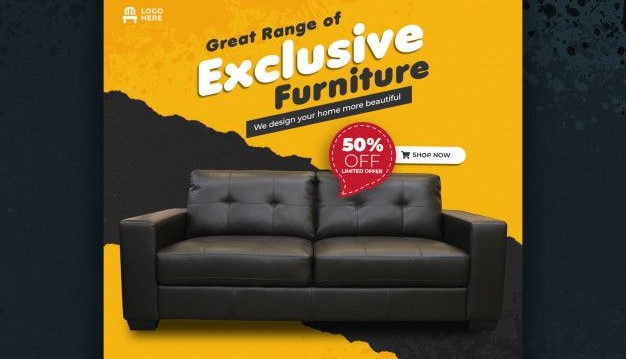 LOGO
HERE
Great Range of
Exclusive
Furniture
We design your home more beautiful
50%
OFF
LIMITED OFFER
SHOP NOW